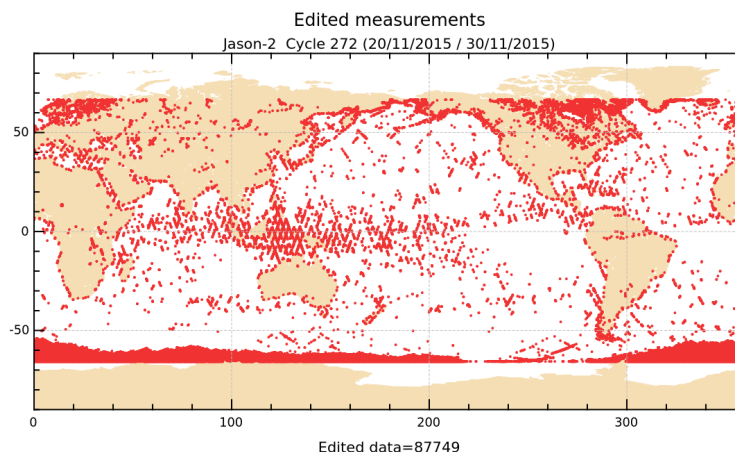 Edited measurements
Jason-2 Cycle 272 (20/11/2015 / 30/11/2015)
50
0
-50
0 100 200 300
Edited data=87749